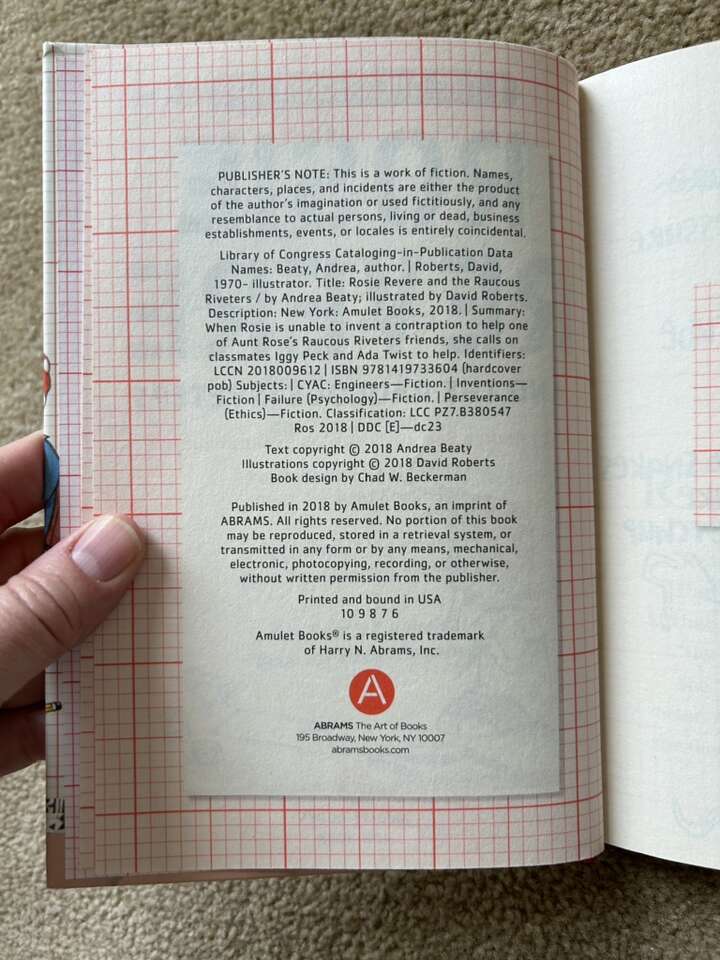 PUBLISHER'S NOTE: This is a work of fiction. Names,
characters, places, and incidents are either the product
of the author's imagination or used fictitiously, and any
resemblance to actual persons, living or dead, business
establishments, events, or locales is entirely coincidental.
Library of Congress Cataloging-in-Publication Data
Names: Beaty, Andrea, author. | Roberts, David,
1970- illustrator. Title: Rosie Revere and the Raucous
Riveters / by Andrea Beaty; illustrated by David Roberts.
Description: New York: Amulet Books, 2018. | Summary:
When Rosie is unable to invent a contraption to help one
of Aunt Rose's Raucous Riveters friends, she calls on
classmates Iggy Peck and Ada Twist to help. Identifiers:
LCCN 2018009612 | ISBN 9781419733604 (hardcover
pob) Subjects: | CYAC: Engineers—Fiction. | Inventions—
Fiction | Failure (Psychology)—Fiction. | Perseverance
(Ethics)—Fiction. Classification: LCC PZ7.B380547
Ros 2018 | DDC [E]—dc23
Text copyright © 2018 Andrea Beaty
Illustrations copyright © 2018 David Roberts
Book design by Chad W. Beckerman
Published in 2018 by Amulet Books, an imprint of
ABRAMS. All rights reserved. No portion of this book
may be reproduced, stored in a retrieval system, or
transmitted in any form or by any means, mechanical,
electronic, photocopying, recording, or otherwise,
without written permission from the publisher.
Printed and bound in USA
10 9 8 7 6
Amulet Books® is a registered trademark
of Harry N. Abrams, Inc.
A
ABRAMS The Art of Books
195 Broadway, New York, NY 10007
abramsbooks.com